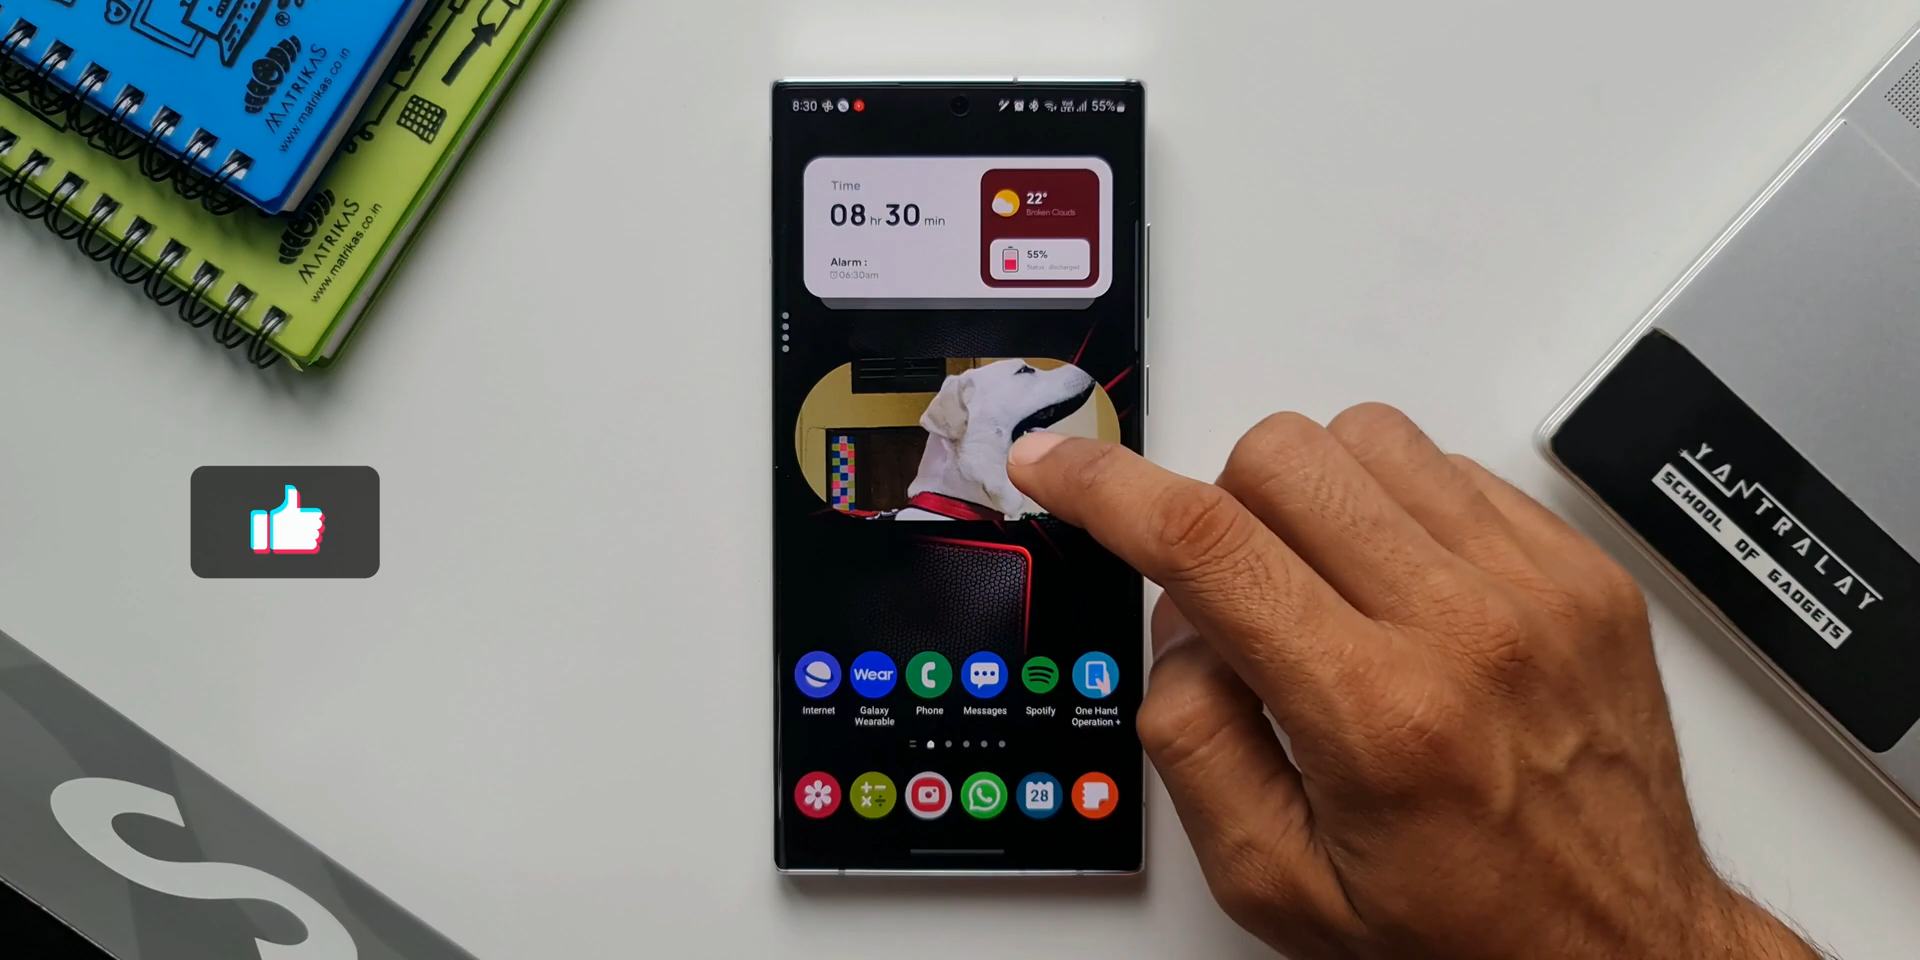 MATRIKAS
www.matrikas.co.in
MATRIKAS
www.matrikas.co.in
8:30
55%
Time
08 hr 30 min
Alarm :
06:30am
22°
Broken Clouds
55%
Status : discharged
Wear
Internet
Galaxy Wearable
Phone
Messages
Spotify
One Hand Operation +
28
YANTRALAY
SCHOOL OF GADGETS
S